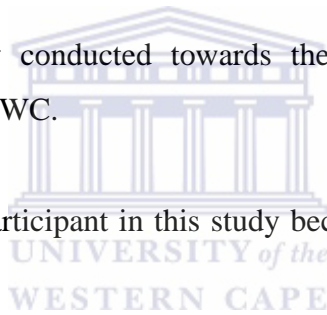 conducted towards the
WC.
articipant in this study bec
UNIVERSITY of the
WESTERN CAPE